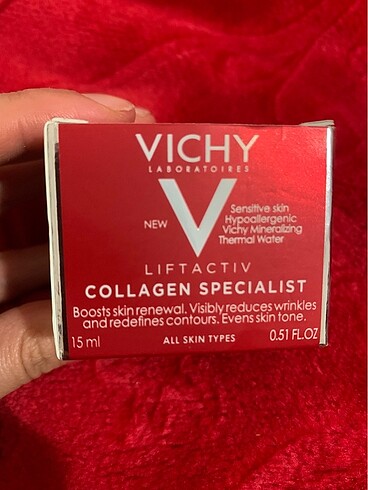 VICHY
LABORATOIRES
NEW
Sensitive skin
Hypoallergenic
Vichy Mineralizing
Thermal Water
LIFTACTIV
COLLAGEN SPECIALIST
Boosts skin renewal. Visibly reduces wrinkles
and redefines contours. Evens skin tone.
15 ml ALL SKIN TYPES 0.51 FL.OZ